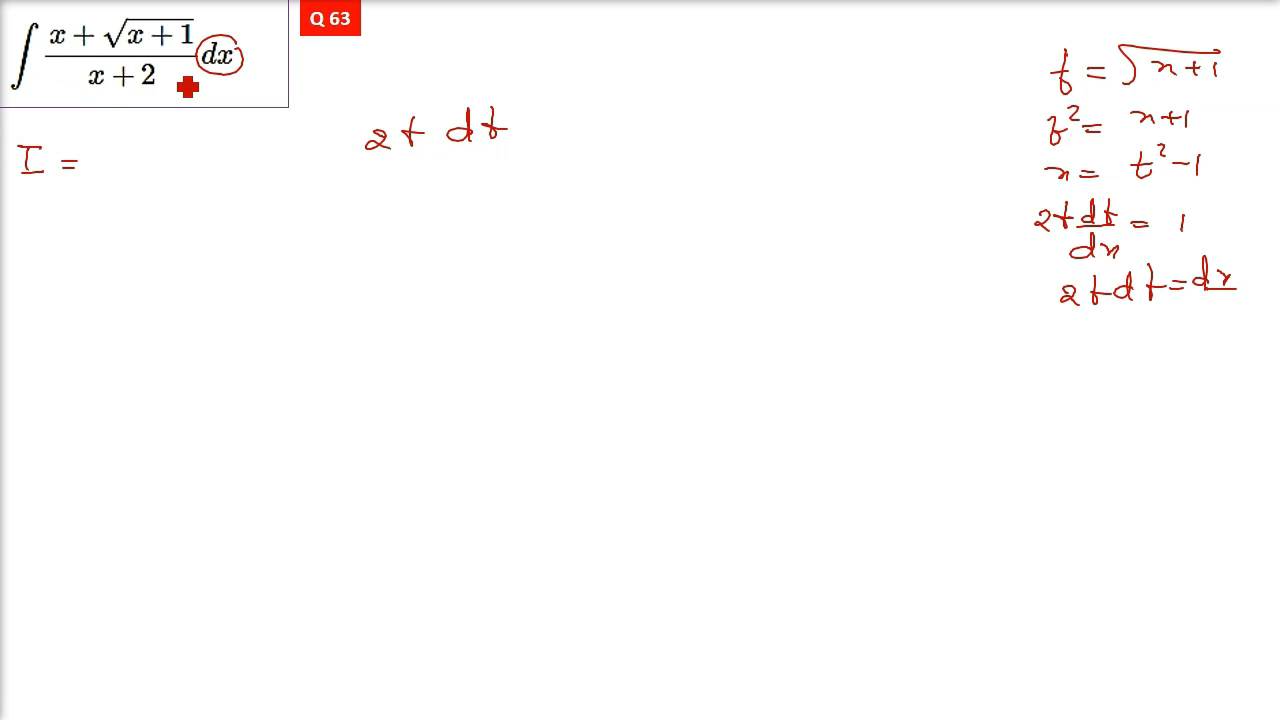 ∫ (x + √(x + 1))/(x + 2) dx
Q 63
I =
2t dt
t = √(x+1)
t² = x+1
x = t² - 1
2t dt/dx = 1
2t dt = dx